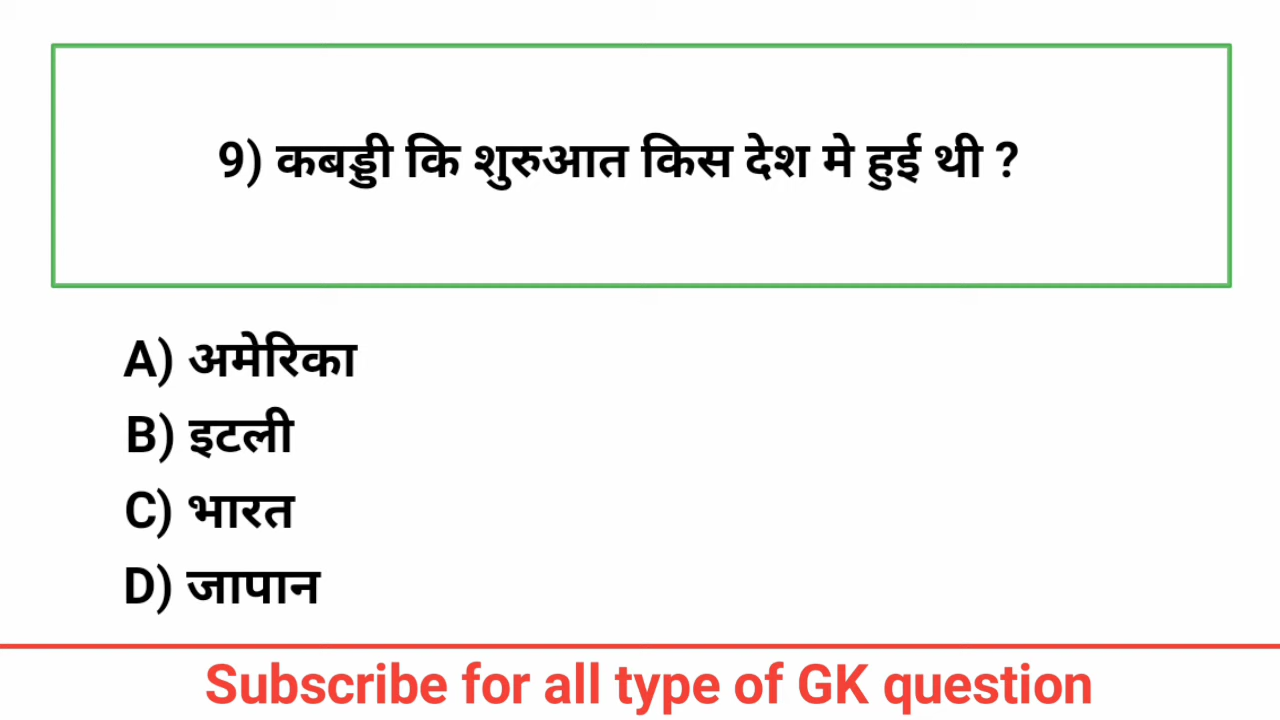 9) कबड्डी कि शुरुआत किस देश मे हुई थी ?
A) अमेरिका
B) इटली
C) भारत
D) जापान
Subscribe for all type of GK question